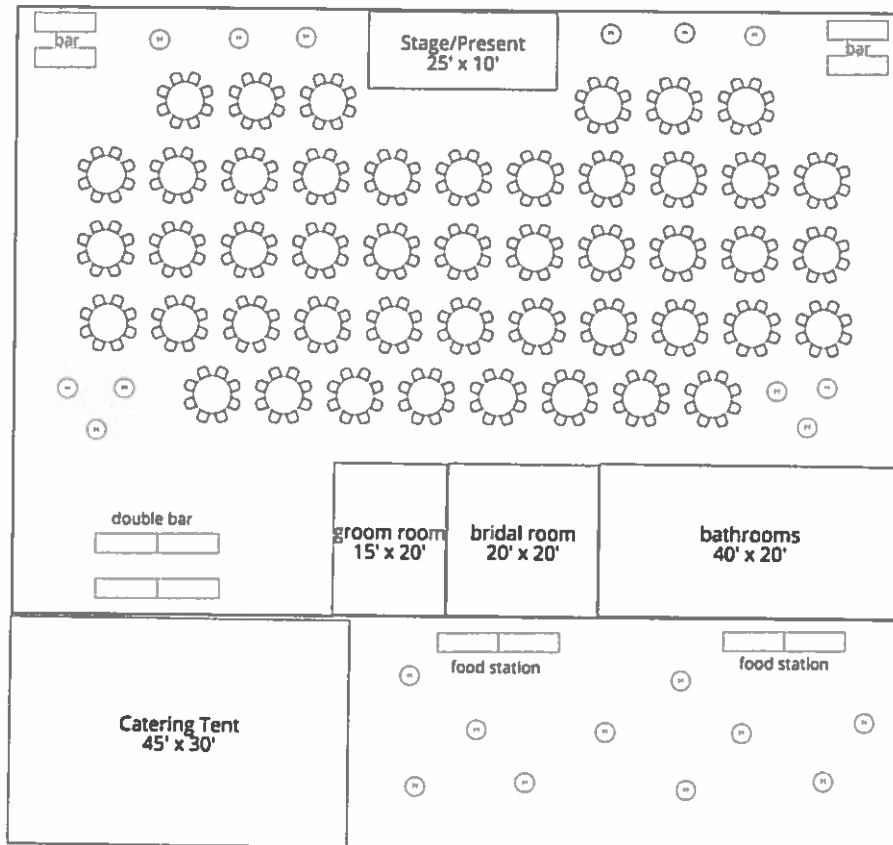 bar
Stage/Present
25' x 10'
bar
double bar
groom room
15' x 20'
bridal room
20' x 20'
bathrooms
40' x 20'
food station
food station
Catering Tent
45' x 30'